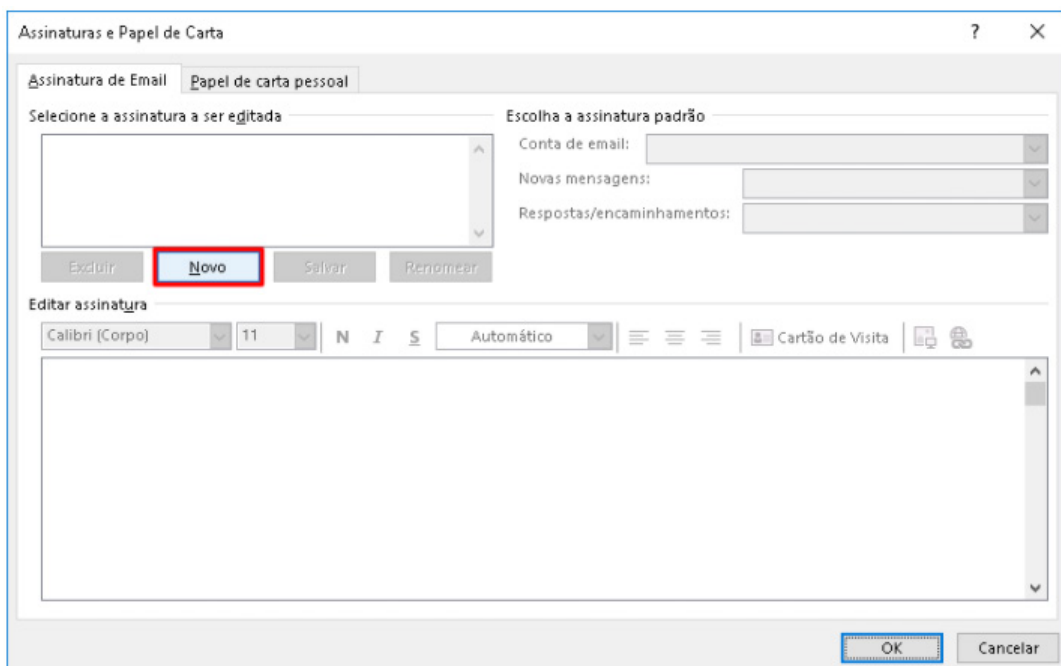 Assinaturas e Papel de Carta ?
Assinatura de Email Papel de carta pessoal
Selecione a assinatura a ser editada
Escolha a assinatura padrão
Conta de email:
Novas mensagens:
Respostas/encaminhamentos:
Excluir Novo Salvar Renomear
Editar assinatura
Calibri (Corpo) 11 N I S Automático Cartão de Visita
OK Cancelar